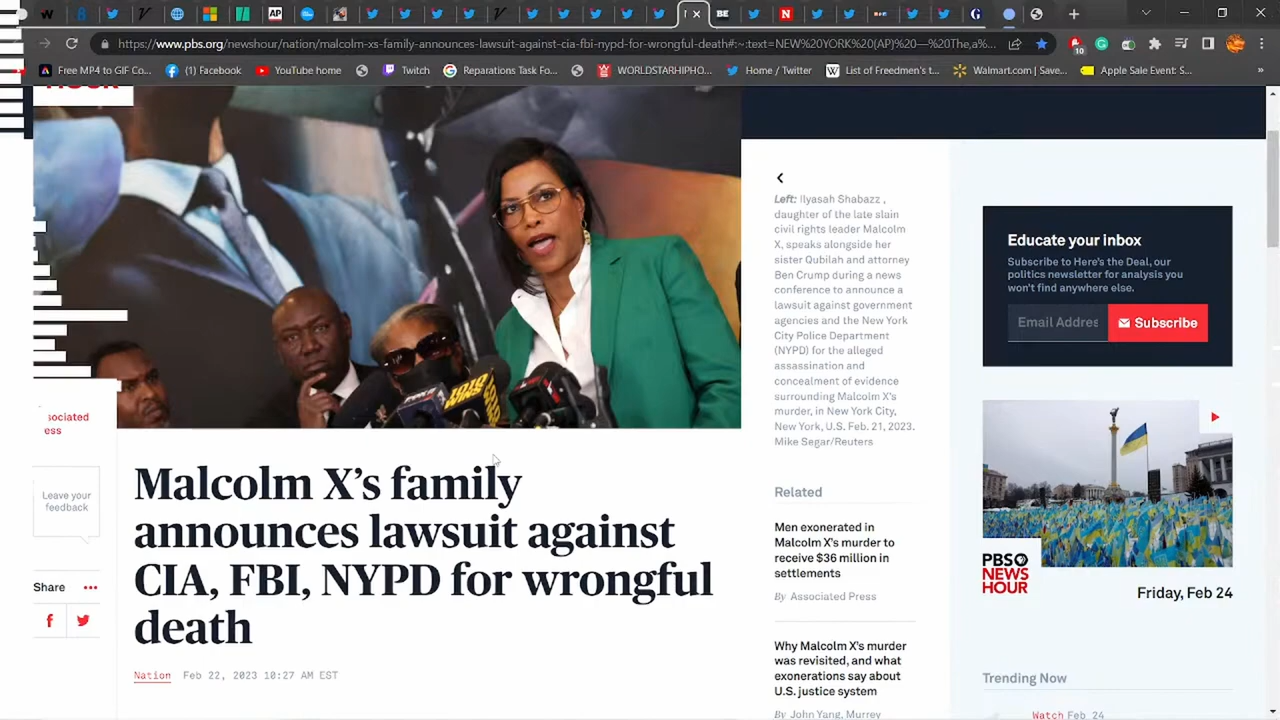 https://www.pbs.org/newshour/nation/malcolm-xs-family-announces-lawsuit-against-cia-fbi-nypd-for-wrongful-death#:~:text=NEW%20YORK%20(AP)%20—%20The,a%...
10
Free MP4 to GIF Co...
(1) Facebook
YouTube home
Twitch
Reparations Task Fo...
WORLDSTARHIPHO...
Home / Twitter
List of Freedmen's t...
Walmart.com | Save...
Apple Sale Event: S...
»
HOUR
Left: Ilyasah Shabazz ,
daughter of the late slain
civil rights leader Malcolm
X, speaks alongside her
sister Qubilah and attorney
Ben Crump during a news
conference to announce a
lawsuit against government
agencies and the New York
City Police Department
(NYPD) for the alleged
assassination and
concealment of evidence
surrounding Malcolm X's
murder, in New York City,
New York, U.S. Feb. 21, 2023.
Mike Segar/Reuters
Educate your inbox
Subscribe to Here's the Deal, our
politics newsletter for analysis you
won't find anywhere else.
Email Addres
Subscribe
sociated
ess
Leave your
feedback
Share
Malcolm X's family
announces lawsuit against
CIA, FBI, NYPD for wrongful
death
Nation Feb 22, 2023 10:27 AM EST
Related
Men exonerated in
Malcolm X's murder to
receive $36 million in
settlements
By Associated Press
Why Malcolm X's murder
was revisited, and what
exonerations say about
U.S. justice system
By John Yang, Murrey
PBS
NEWS
HOUR
Friday, Feb 24
Trending Now
Watch Feb 24